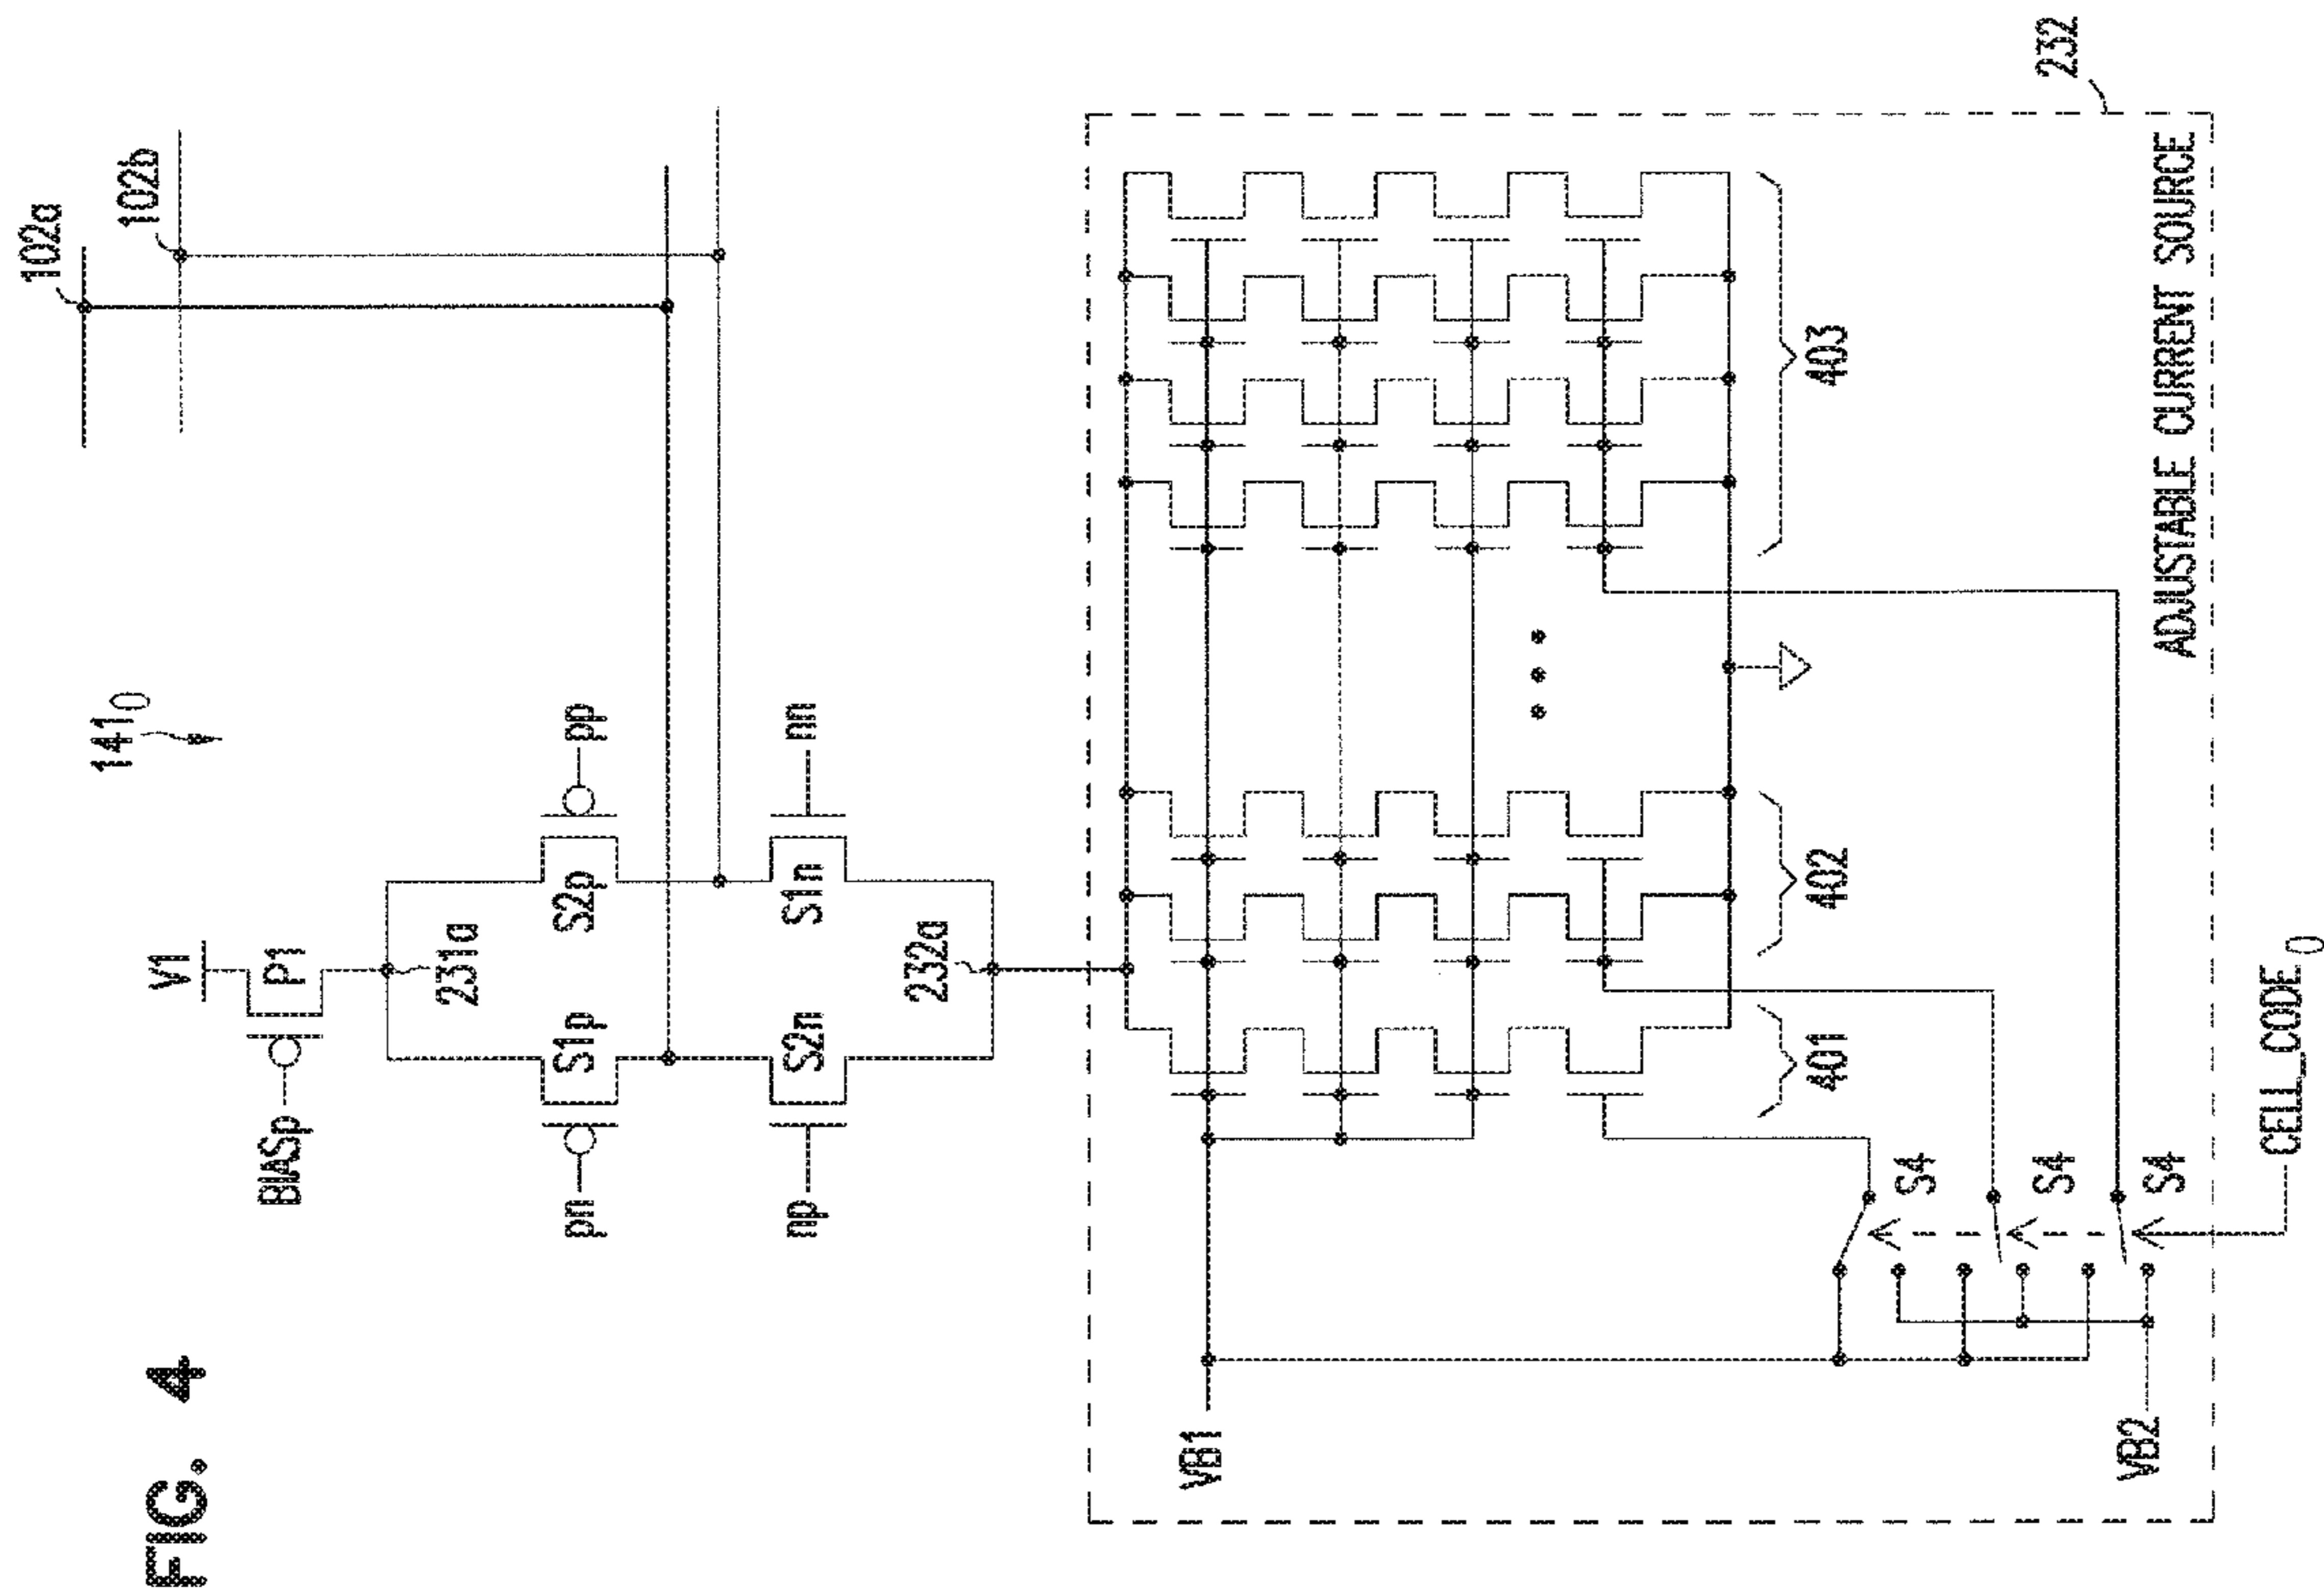 FIG. 4
141₀
102a
102b
V1
P1
BIASp
231a
pn
S1p
S2p
pp
np
S2n
S1n
nn
232a
232
VB1
401
402
403
S4
S4
S4
VB2
CELL_CODE₀
ADJUSTABLE CURRENT SOURCE